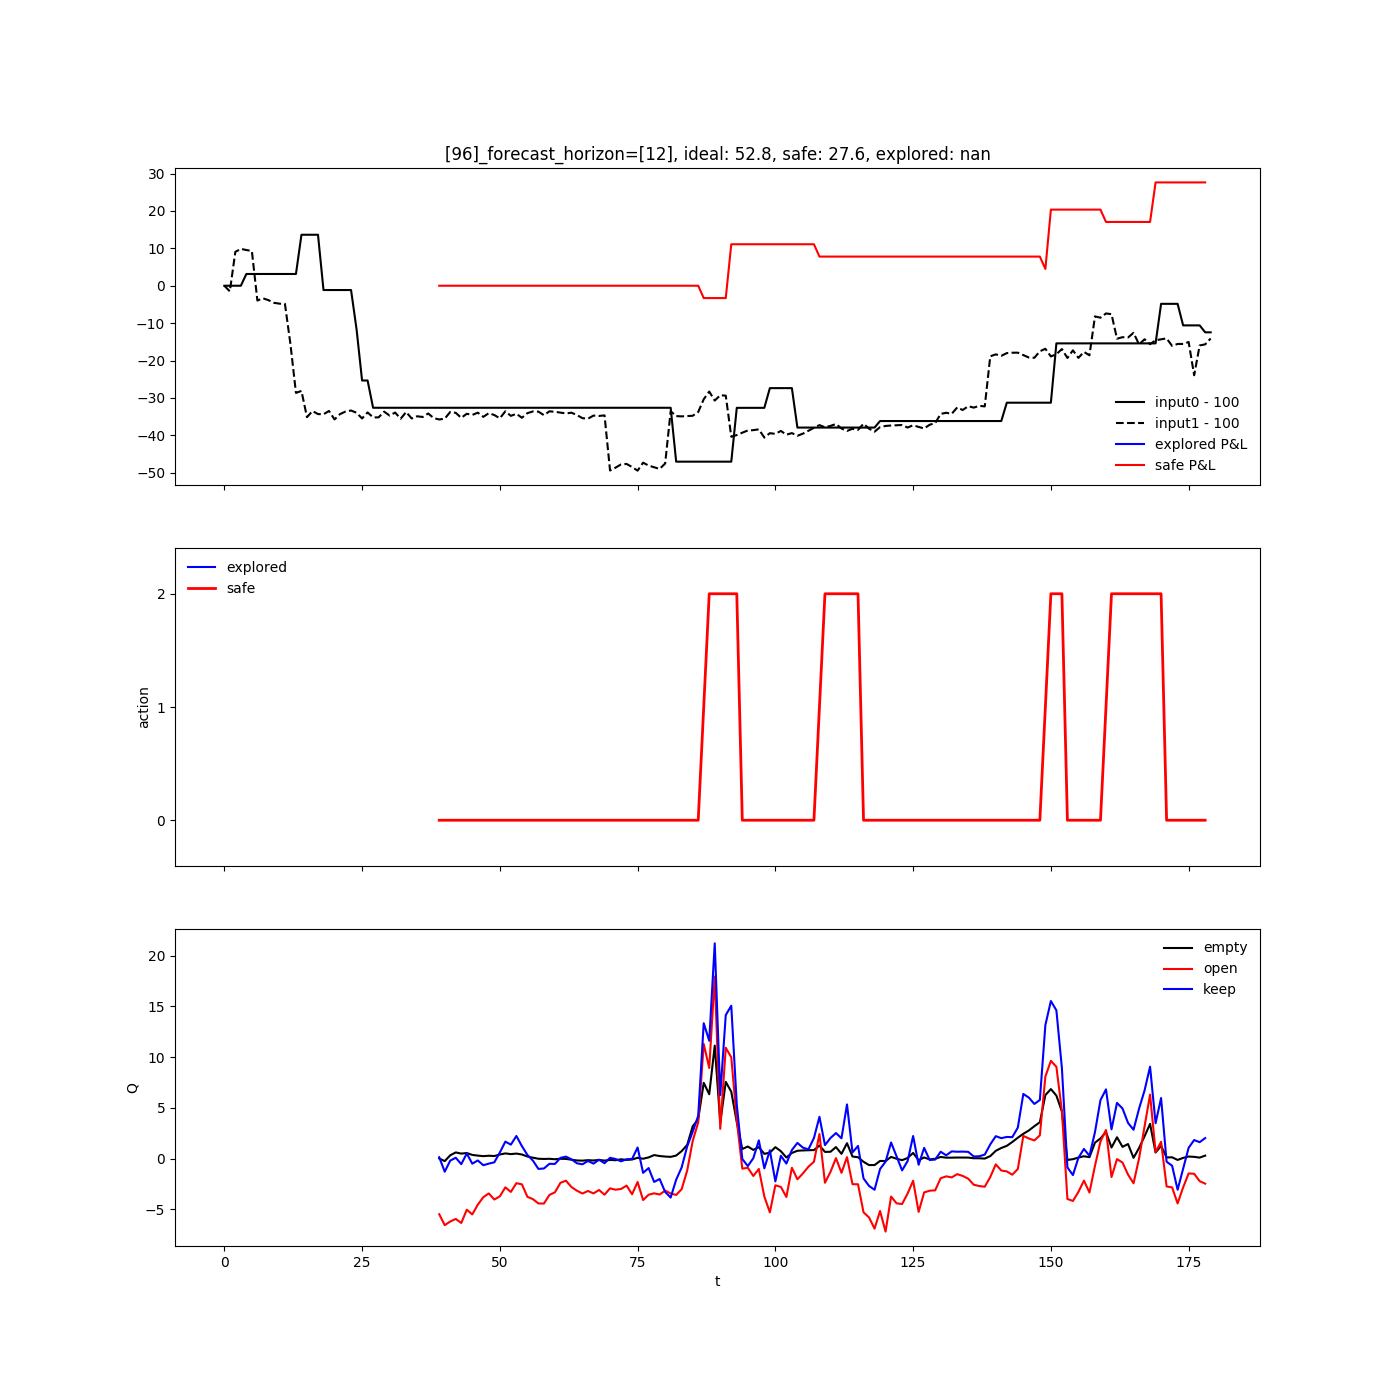 [96]_forecast_horizon=[12], ideal: 52.8, safe: 27.6, explored: nan
30
20
10
0
−10
−20
−30
−40
−50
input0 - 100
input1 - 100
explored P&L
safe P&L
explored
safe
2
1
0
action
empty
open
keep
20
15
10
5
0
−5
Q
0
25
50
75
100
125
150
175
t